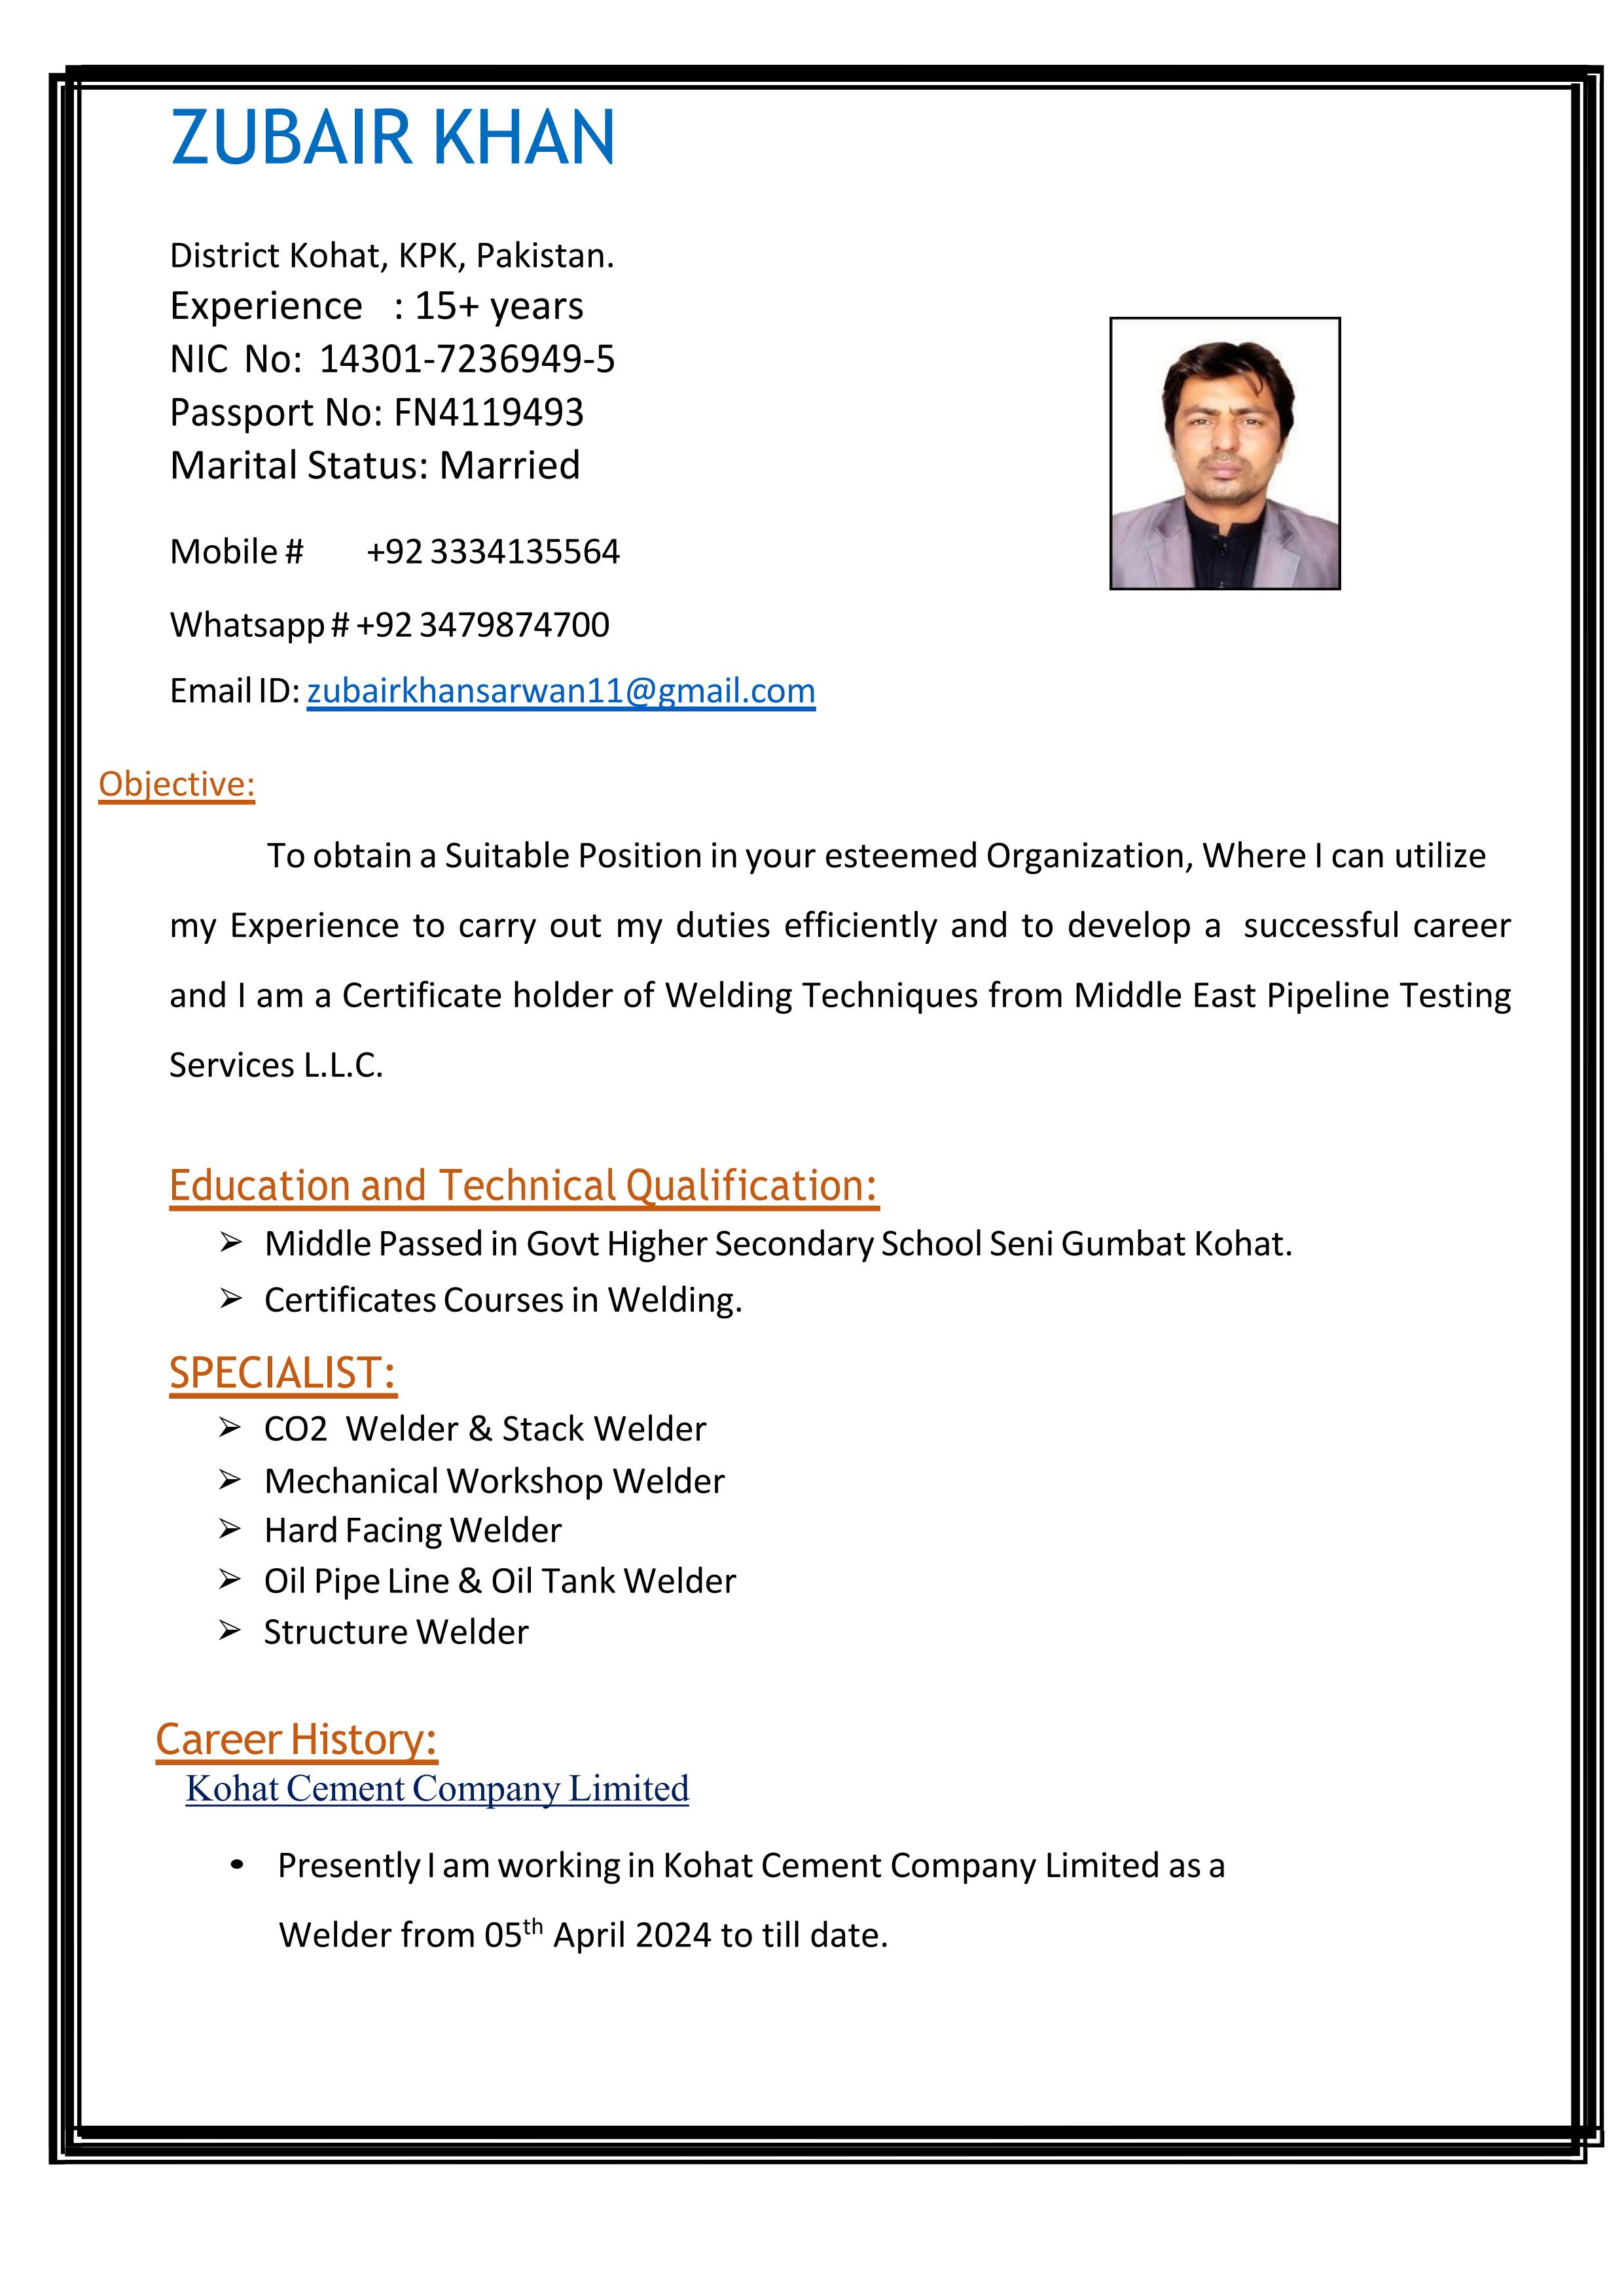 ZUBAIR KHAN
District Kohat, KPK, Pakistan.
Experience : 15+ years
NIC No: 14301-7236949-5
Passport No: FN4119493
Marital Status: Married
Mobile # +92 3334135564
Whatsapp # +92 3479874700
Email ID: zubairkhansarwan11@gmail.com
Objective:
To obtain a Suitable Position in your esteemed Organization, Where I can utilize
my Experience to carry out my duties efficiently and to develop a successful career
and I am a Certificate holder of Welding Techniques from Middle East Pipeline Testing
Services L.L.C.
Education and Technical Qualification:
➢ Middle Passed in Govt Higher Secondary School Seni Gumbat Kohat.
➢ Certificates Courses in Welding.
SPECIALIST:
➢ CO2 Welder & Stack Welder
➢ Mechanical Workshop Welder
➢ Hard Facing Welder
➢ Oil Pipe Line & Oil Tank Welder
➢ Structure Welder
Career History:
Kohat Cement Company Limited
• Presently I am working in Kohat Cement Company Limited as a
Welder from 05th April 2024 to till date.